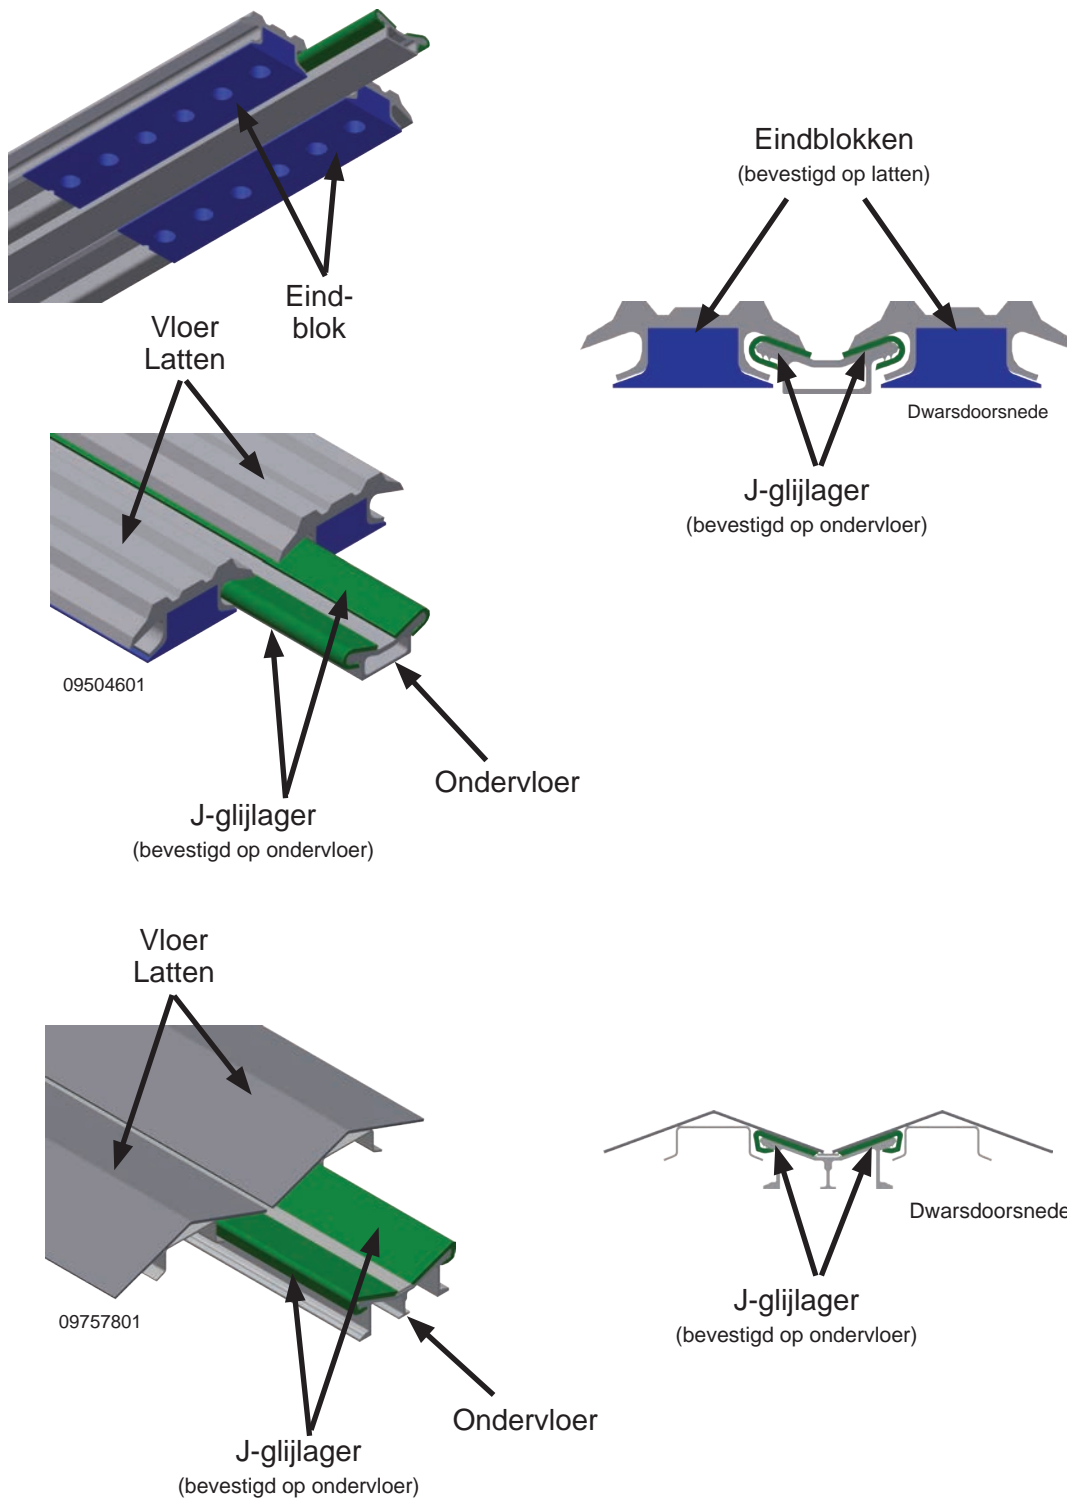 Eind-
blok
Eindblokken
(bevestigd op latten)
Dwarsdoorsnede
J-glijlager
(bevestigd op ondervloer)
Vloer
Latten
09504601
Ondervloer
J-glijlager
(bevestigd op ondervloer)
Vloer
Latten
09757801
Ondervloer
J-glijlager
(bevestigd op ondervloer)
Dwarsdoorsnede
J-glijlager
(bevestigd op ondervloer)